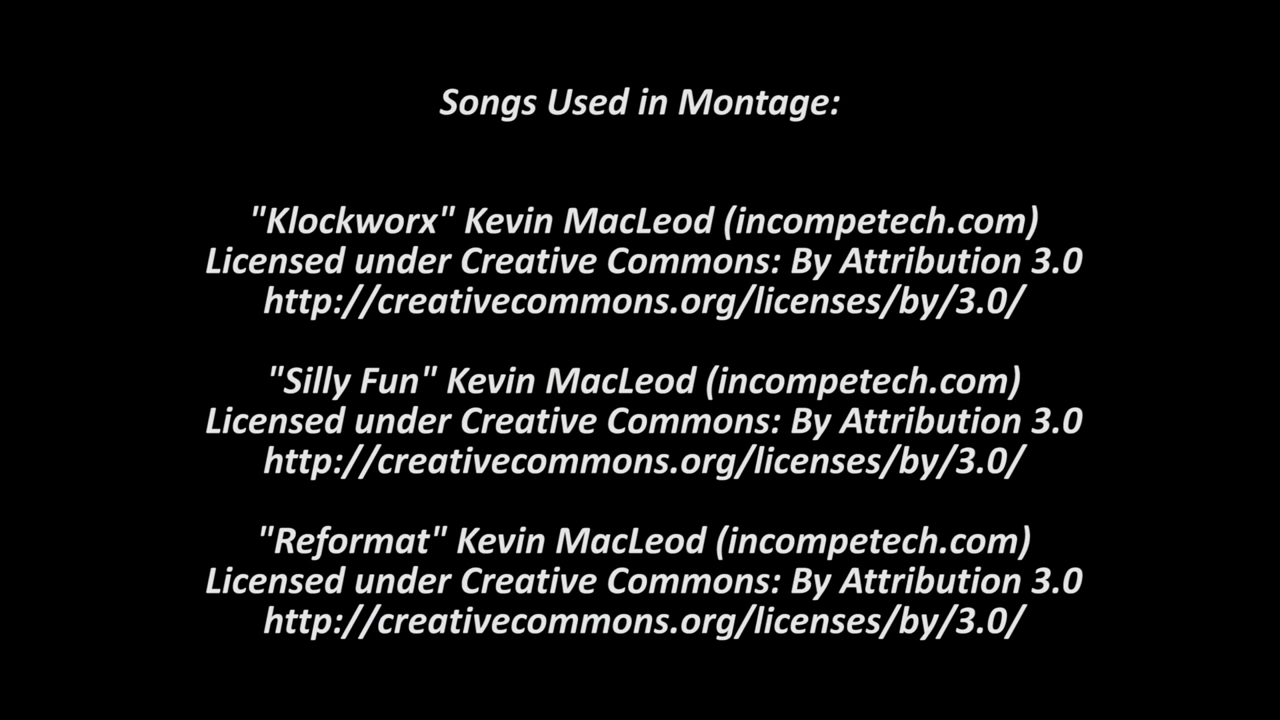 Songs Used in Montage:
"Klockworx" Kevin MacLeod (incompetech.com)
Licensed under Creative Commons: By Attribution 3.0
http://creativecommons.org/licenses/by/3.0/
"Silly Fun" Kevin MacLeod (incompetech.com)
Licensed under Creative Commons: By Attribution 3.0
http://creativecommons.org/licenses/by/3.0/
"Reformat" Kevin MacLeod (incompetech.com)
Licensed under Creative Commons: By Attribution 3.0
http://creativecommons.org/licenses/by/3.0/